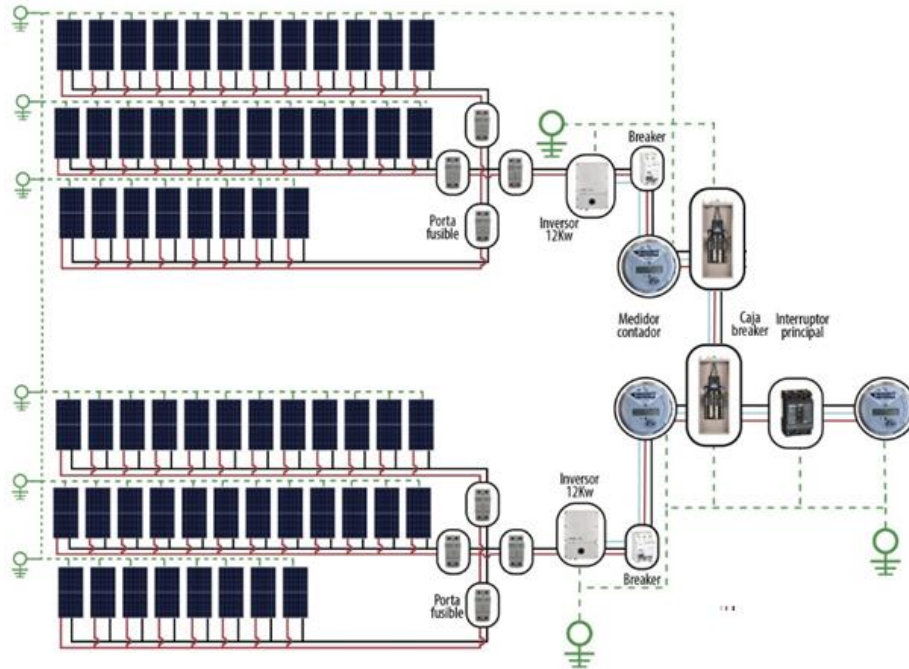 Breaker
Porta
fusible
Inversor
12Kw
Medidor
contador
Caja
breaker
Interruptor
principal
Inversor
12Kw
Porta
fusible
Breaker